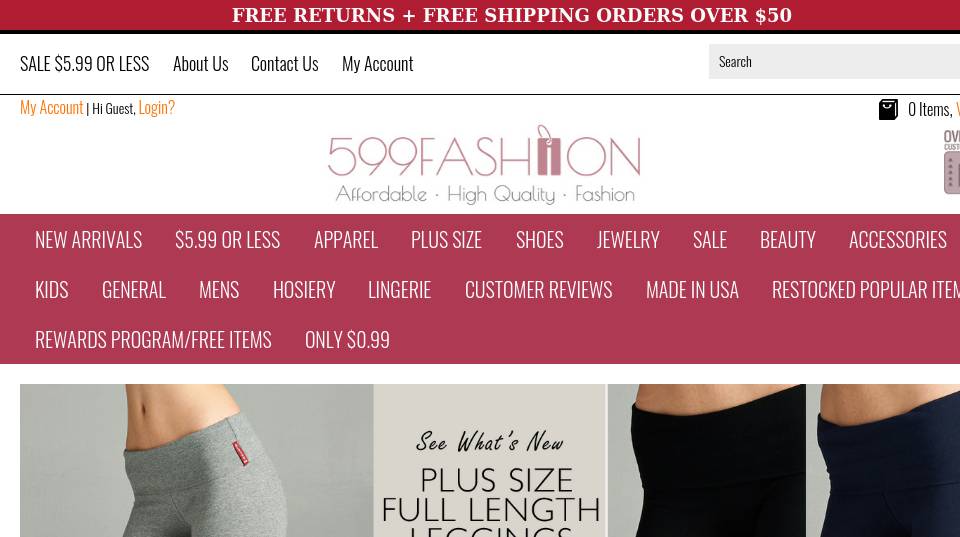 FREE RETURNS + FREE SHIPPING ORDERS OVER $50
SALE $5.99 OR LESS About Us Contact Us My Account Search
My Account | Hi Guest, Login? 0 Items,
599FASHION
Affordable · High Quality · Fashion
NEW ARRIVALS $5.99 OR LESS APPAREL PLUS SIZE SHOES JEWELRY SALE BEAUTY ACCESSORIES
KIDS GENERAL MENS HOSIERY LINGERIE CUSTOMER REVIEWS MADE IN USA RESTOCKED POPULAR ITEM
REWARDS PROGRAM/FREE ITEMS ONLY $0.99
See What's New
PLUS SIZE
FULL LENGTH
LEGGINGS